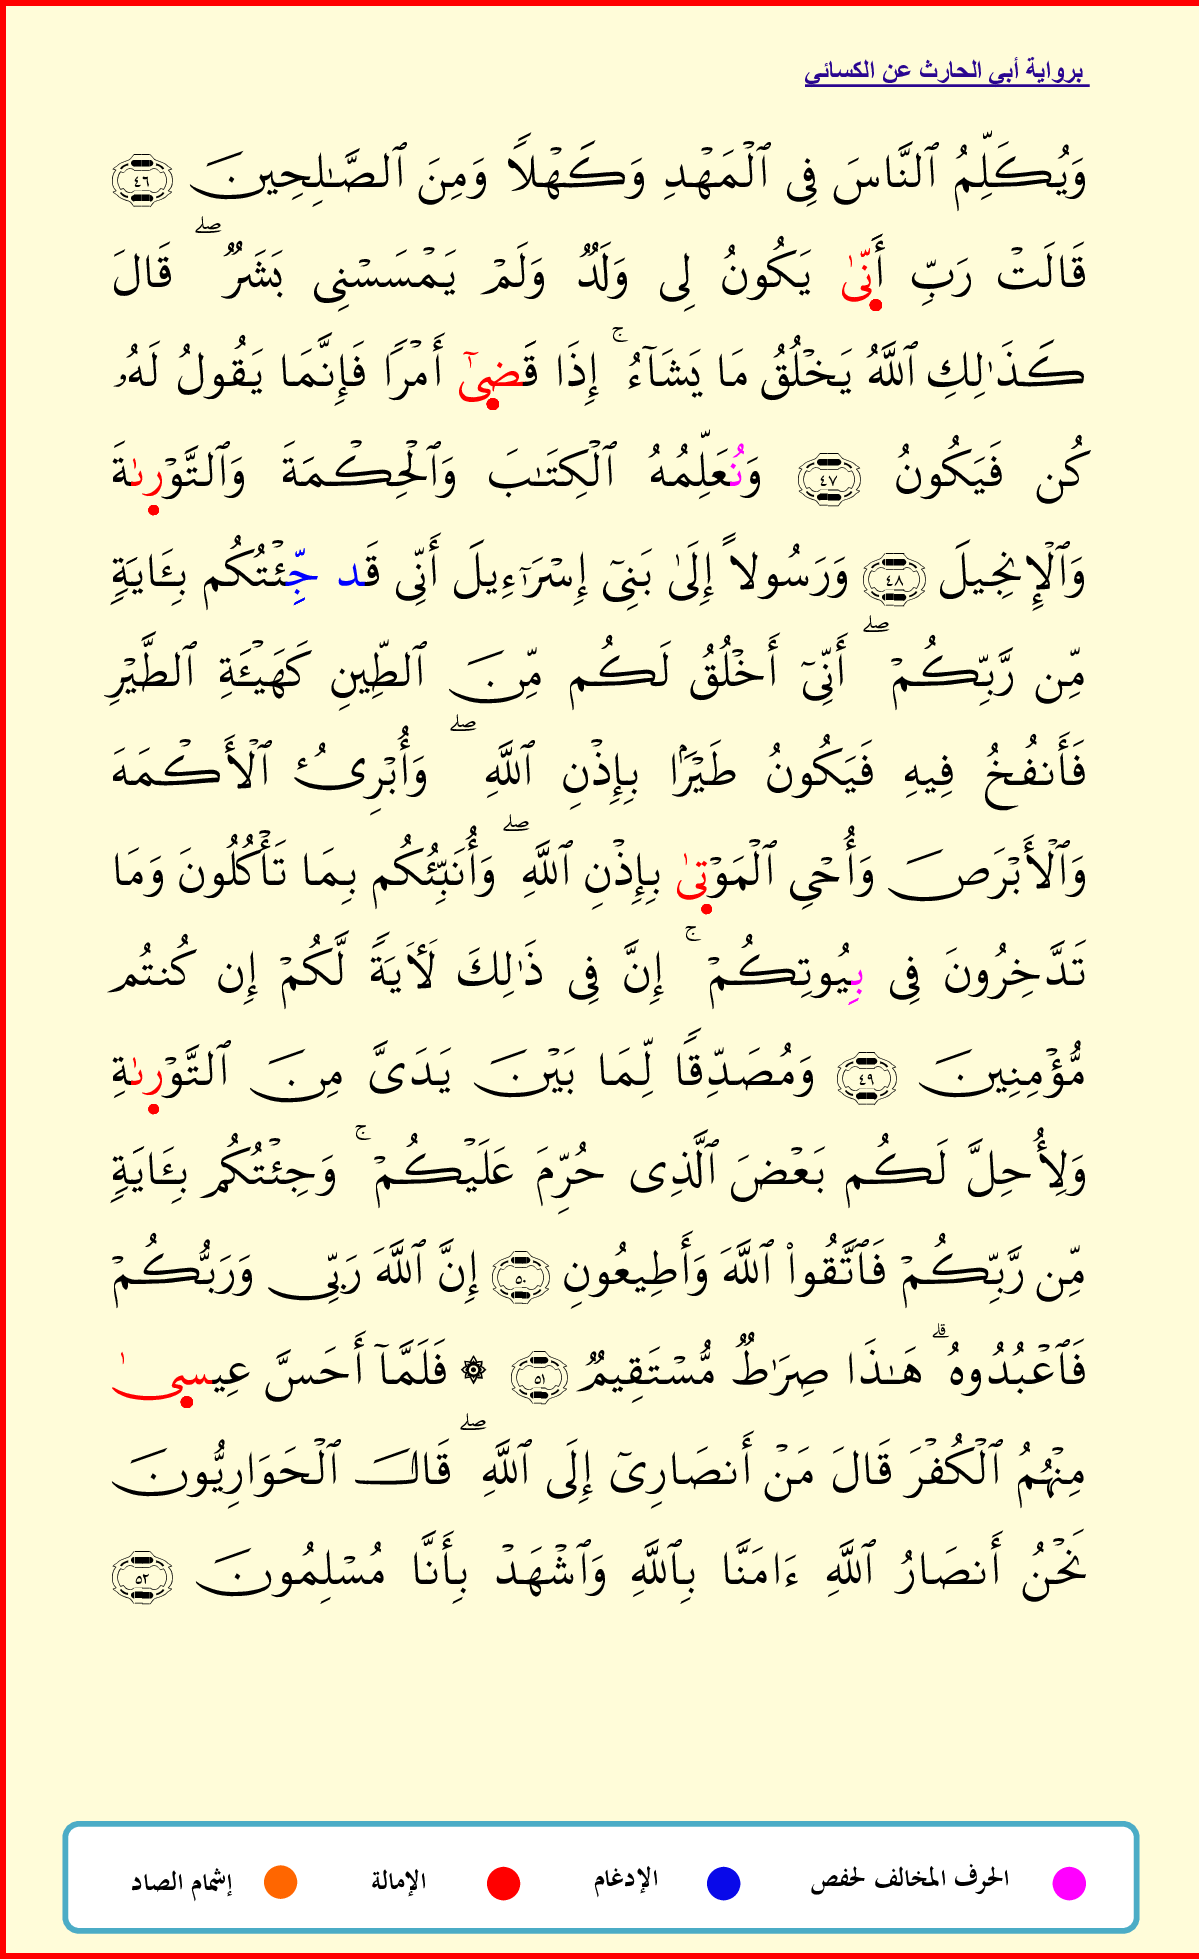 برواية أبي الحارث عن الكسائي
وَيُكَلِّمُ ٱلنَّاسَ فِى ٱلْمَهْدِ وَكَهْلًا وَمِنَ ٱلصَّـٰلِحِينَ ٤٦
قَالَتْ رَبِّ أَنَّىٰ يَكُونُ لِى وَلَدٌ وَلَمْ يَمْسَسْنِى بَشَرٌ ۖ قَالَ
كَذَٰلِكِ ٱللَّهُ يَخْلُقُ مَا يَشَآءُ ۚ إِذَا قَضِىٰٓ أَمْرًا فَإِنَّمَا يَقُولُ لَهُۥ
كُن فَيَكُونُ ٤٧ وَنُعَلِّمُهُ ٱلْكِتَـٰبَ وَٱلْحِكْمَةَ وَٱلتَّوْرِىٰةَ
وَٱلْإِنجِيلَ ٤٨ وَرَسُولًا إِلَىٰ بَنِىٓ إِسْرَٰٓءِيلَ أَنِّى قَد جِّئْتُكُم بِـَٔايَةٍ
مِّن رَّبِّكُمْ ۖ أَنِّىٓ أَخْلُقُ لَكُم مِّنَ ٱلطِّينِ كَهَيْـَٔةِ ٱلطَّيْرِ
فَأَنفُخُ فِيهِ فَيَكُونُ طَيْرًۢا بِإِذْنِ ٱللَّهِ ۖ وَأُبْرِئُ ٱلْأَكْمَهَ
وَٱلْأَبْرَصَ وَأُحْىِ ٱلْمَوْتِىٰ بِإِذْنِ ٱللَّهِ ۖ وَأُنَبِّئُكُم بِمَا تَأْكُلُونَ وَمَا
تَدَّخِرُونَ فِى بِيُوتِكُمْ ۚ إِنَّ فِى ذَٰلِكَ لَـَٔايَةً لَّكُمْ إِن كُنتُم
مُّؤْمِنِينَ ٤٩ وَمُصَدِّقًا لِّمَا بَيْنَ يَدَىَّ مِنَ ٱلتَّوْرِىٰةِ
وَلِأُحِلَّ لَكُم بَعْضَ ٱلَّذِى حُرِّمَ عَلَيْكُمْ ۚ وَجِئْتُكُم بِـَٔايَةٍ
مِّن رَّبِّكُمْ فَٱتَّقُوا۟ ٱللَّهَ وَأَطِيعُونِ ٥٠ إِنَّ ٱللَّهَ رَبِّى وَرَبُّكُمْ
فَٱعْبُدُوهُ ۗ هَـٰذَا صِرَٰطٌ مُّسْتَقِيمٌ ٥١ ۞ فَلَمَّآ أَحَسَّ عِيسِىٰ
مِنْهُمُ ٱلْكُفْرَ قَالَ مَنْ أَنصَارِىٓ إِلَى ٱللَّهِ ۖ قَالَ ٱلْحَوَارِيُّونَ
نَحْنُ أَنصَارُ ٱللَّهِ ءَامَنَّا بِٱللَّهِ وَٱشْهَدْ بِأَنَّا مُسْلِمُونَ ٥٢
الحرف المخالف لحفص الإدغام الإمالة إشمام الصاد